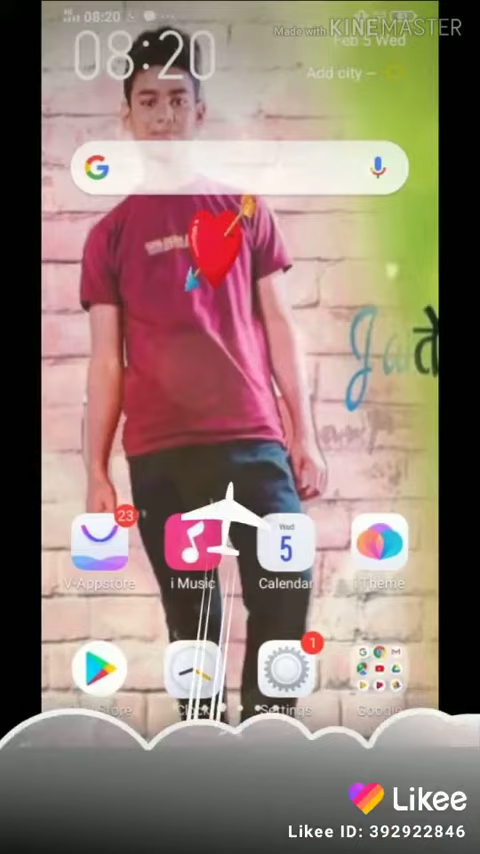 08:20
Made with KINEMASTER
08:20
Feb 5 Wed
Add city –
G
23
V-Appstore
i Music
Wed
5
Calendar
i Theme
1
Clock
Settings
Google
Likee
Likee ID: 392922846